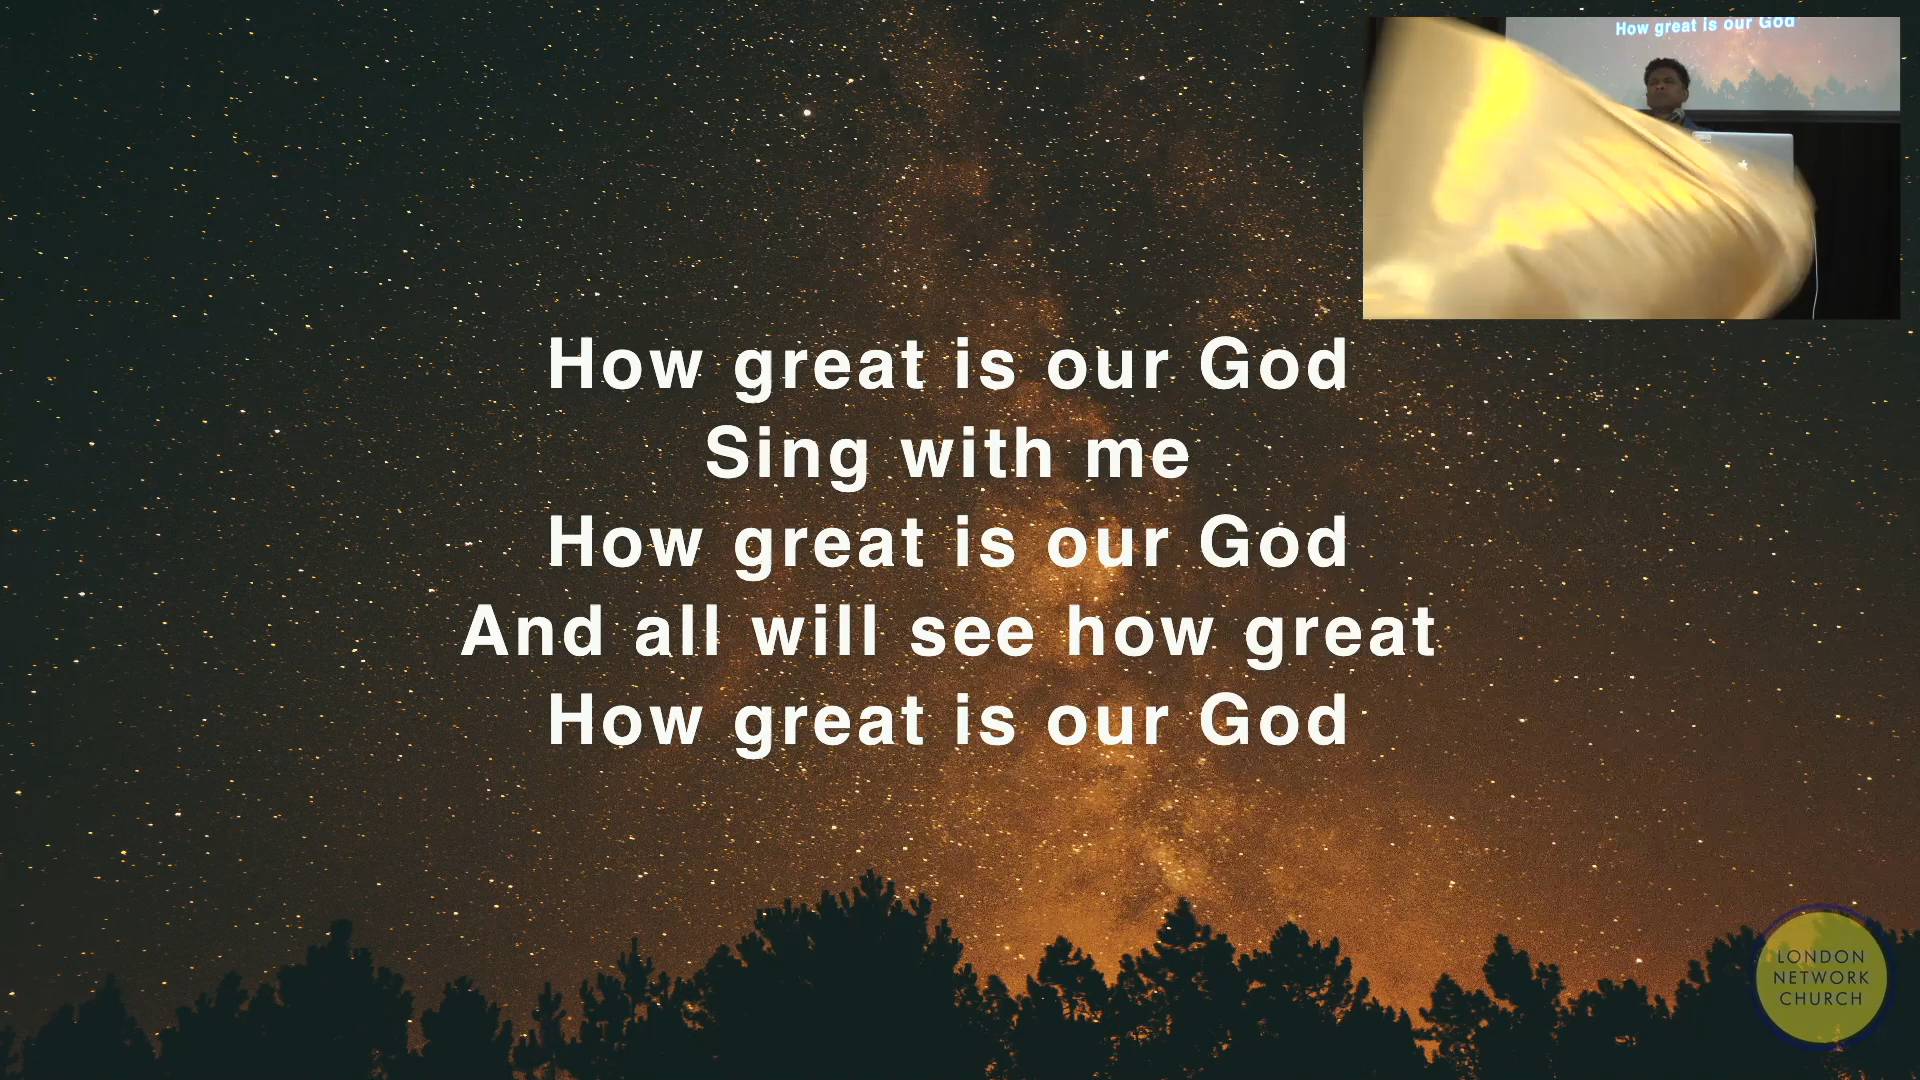 How great is our God
How great is our God
Sing with me
How great is our God
And all will see how great
How great is our God
LONDON
NETWORK
CHURCH